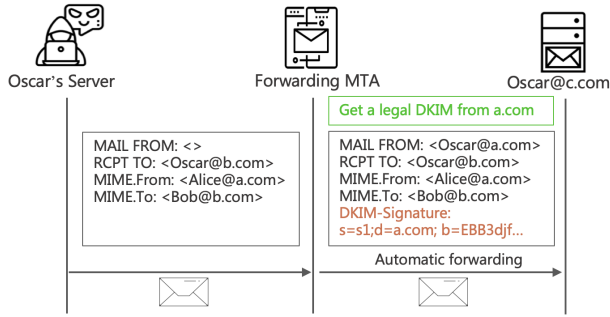 Oscar's Server
Forwarding MTA
Oscar@c.com
Get a legal DKIM from a.com
MAIL FROM: <>
RCPT TO: <Oscar@b.com>
MIME.From: <Alice@a.com>
MIME.To: <Bob@b.com>
MAIL FROM: <Oscar@a.com>
RCPT TO: <Oscar@b.com>
MIME.From: <Alice@a.com>
MIME.To: <Bob@b.com>
DKIM-Signature:
s=s1;d=a.com; b=EBB3djf...
Automatic forwarding